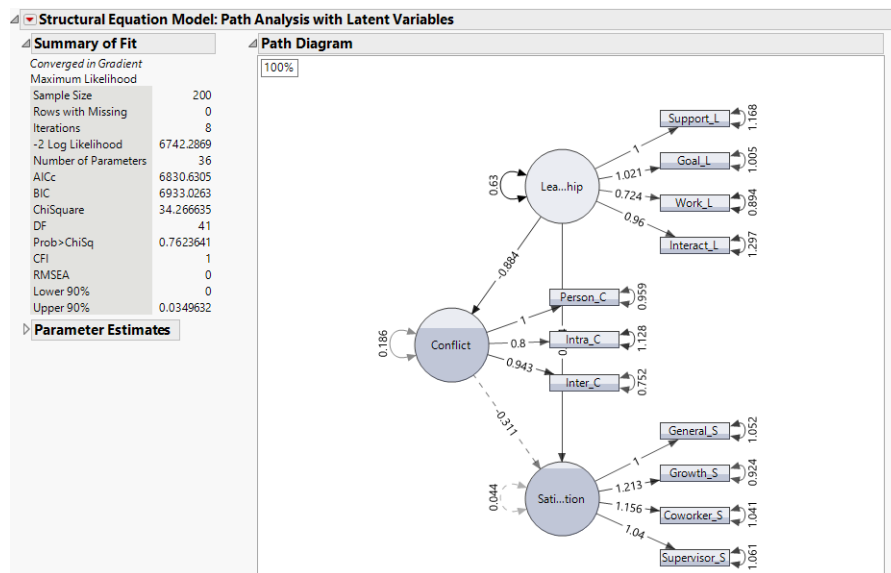 Structural Equation Model: Path Analysis with Latent Variables
Summary of Fit
Converged in Gradient
Maximum Likelihood
Sample Size 200
Rows with Missing 0
Iterations 8
-2 Log Likelihood 6742.2869
Number of Parameters 36
AICc 6830.6305
BIC 6933.0263
ChiSquare 34.266635
DF 41
Prob>ChiSq 0.7623641
CFI 1
RMSEA 0
Lower 90% 0
Upper 90% 0.0349632
Parameter Estimates
Path Diagram
100%
Support_L
1.168
1
Goal_L
1.005
1.021
Lea...hip
0.63
0.724
Work_L
0.894
0.96
Interact_L
1.297
-0.884
Person_C
0.959
1
Conflict
0.186
0.8
Intra_C
1.128
0.943
Inter_C
0.752
-0.311
General_S
1.052
1
Growth_S
0.924
1.213
Sati...tion
0.044
1.156
Coworker_S
1.041
1.04
Supervisor_S
1.061